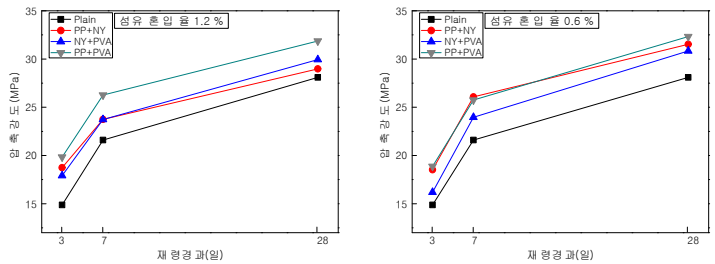 Plain
PP+NY
NY+PVA
PP+PVA
섬유 혼입율 1.2 %
35
30
25
20
15
압축강도(MPa)
3
7
28
재령경과(일)
Plain
PP+NY
NY+PVA
PP+PVA
섬유 혼입율 0.6 %
35
30
25
20
15
압축강도(MPa)
3
7
28
재령경과(일)